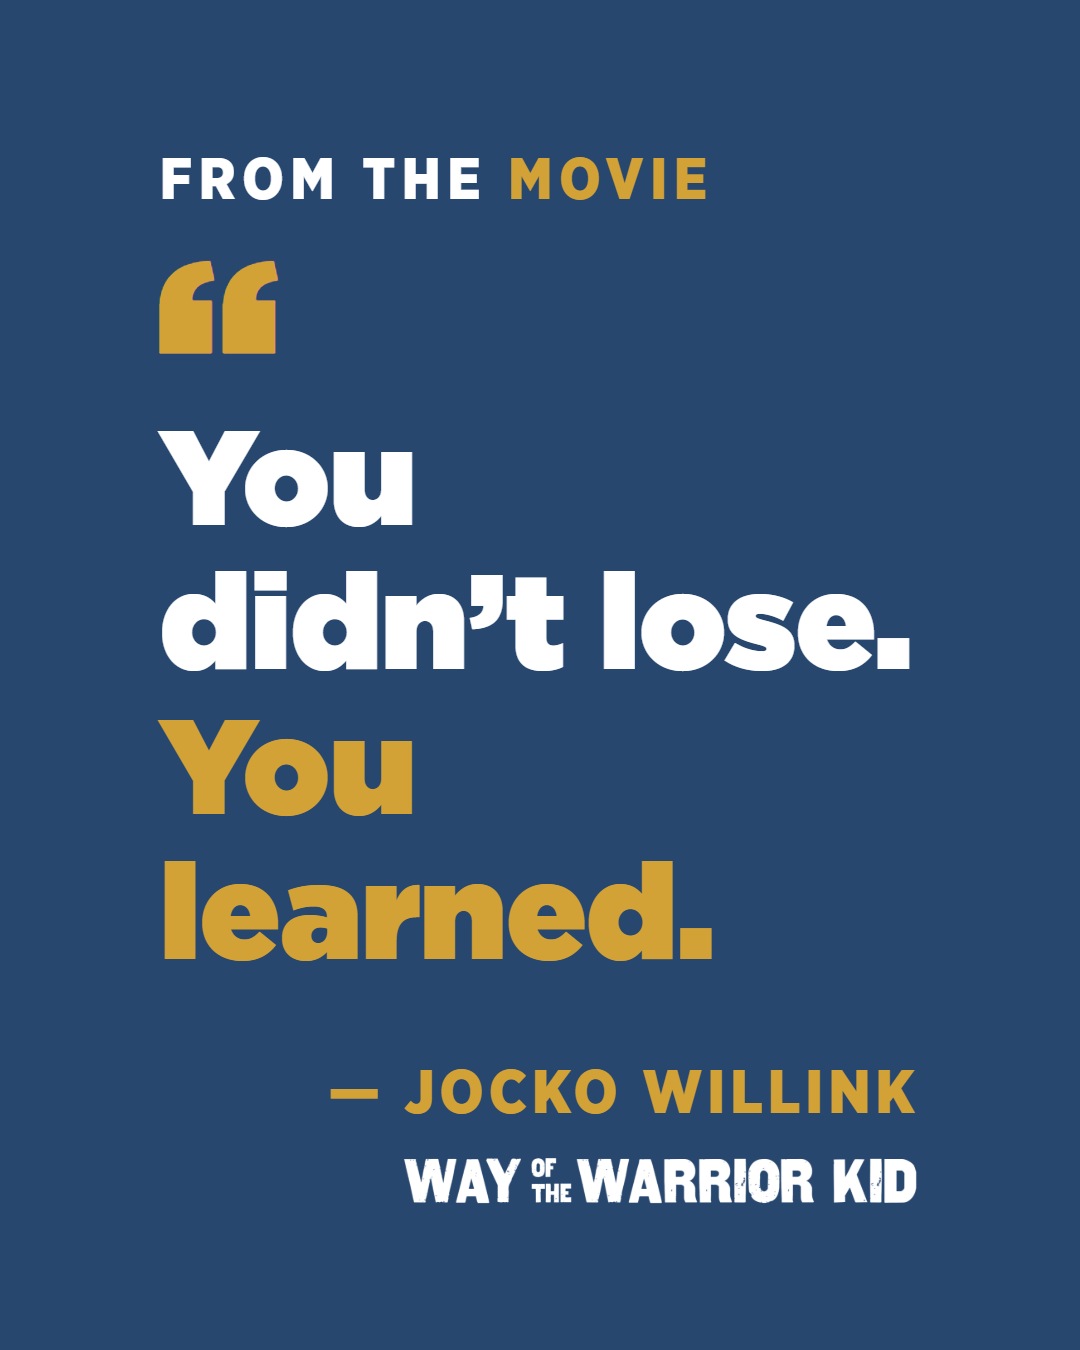 FROM THE MOVIE
“
You
didn’t lose.
You
learned.
— JOCKO WILLINK
WAY OF THE WARRIOR KID